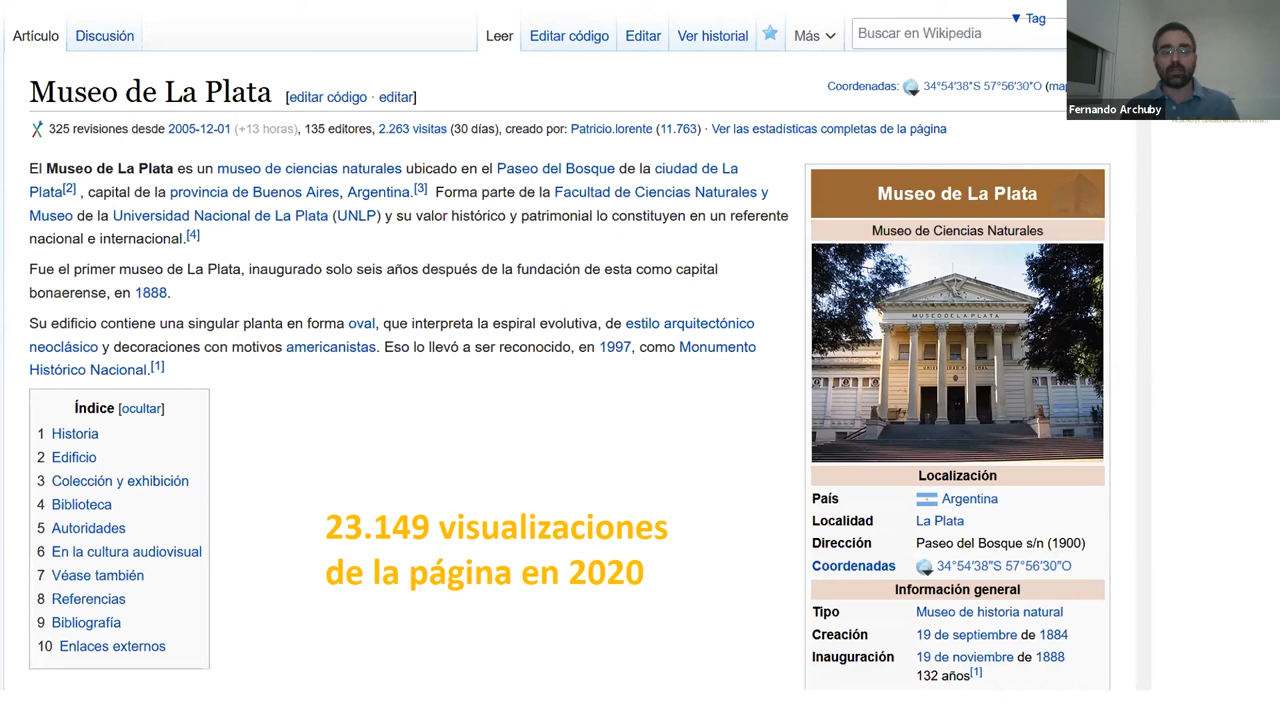 Artículo Discusión Leer Editar código Editar Ver historial Más Buscar en Wikipedia
▼ Tag
Fernando Archuby
Museo de La Plata [editar código · editar]
Coordenadas: 34°54′38″S 57°56′30″O
325 revisiones desde 2005-12-01 (+13 horas), 135 editores, 2.263 visitas (30 días), creado por: Patricio.lorente (11.763) · Ver las estadísticas completas de la página
El Museo de La Plata es un museo de ciencias naturales ubicado en el Paseo del Bosque de la ciudad de La
Plata[2] , capital de la provincia de Buenos Aires, Argentina.[3] Forma parte de la Facultad de Ciencias Naturales y
Museo de la Universidad Nacional de La Plata (UNLP) y su valor histórico y patrimonial lo constituyen en un referente
nacional e internacional.[4]
Fue el primer museo de La Plata, inaugurado solo seis años después de la fundación de esta como capital
bonaerense, en 1888.
Su edificio contiene una singular planta en forma oval, que interpreta la espiral evolutiva, de estilo arquitectónico
neoclásico y decoraciones con motivos americanistas. Eso lo llevó a ser reconocido, en 1997, como Monumento
Histórico Nacional.[1]
Índice [ocultar]
1 Historia
2 Edificio
3 Colección y exhibición
4 Biblioteca
5 Autoridades
6 En la cultura audiovisual
7 Véase también
8 Referencias
9 Bibliografía
10 Enlaces externos
23.149 visualizaciones
de la página en 2020
Museo de La Plata
Museo de Ciencias Naturales
MUSEO DE LA PLATA
Localización
País Argentina
Localidad La Plata
Dirección Paseo del Bosque s/n (1900)
Coordenadas 34°54′38″S 57°56′30″O
Información general
Tipo Museo de historia natural
Creación 19 de septiembre de 1884
Inauguración 19 de noviembre de 1888
132 años[1]